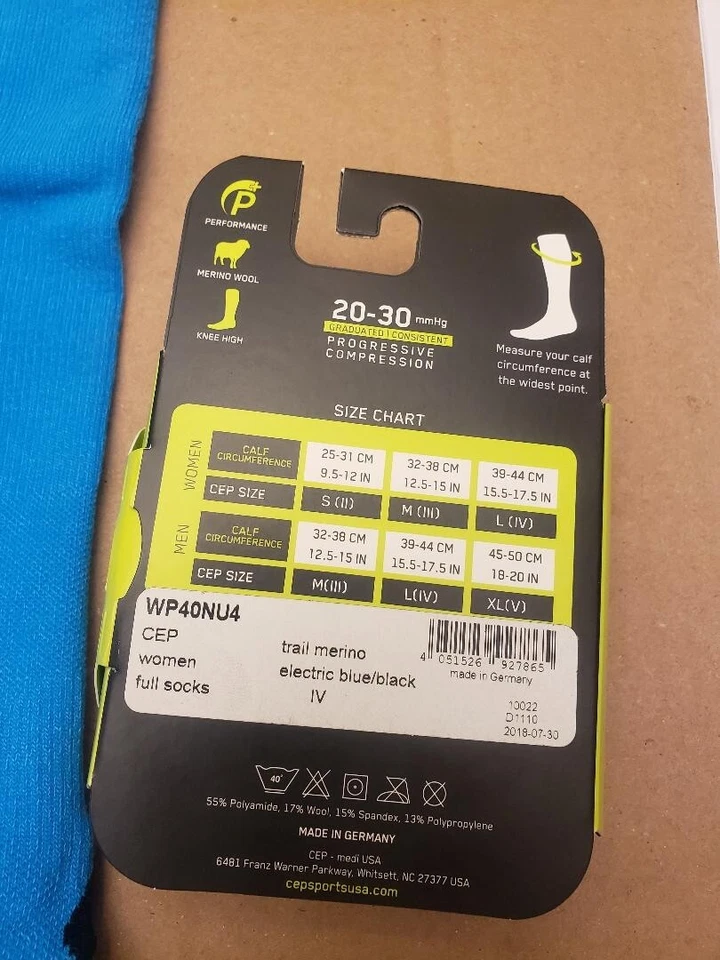 P+
PERFORMANCE
MERINO WOOL
KNEE HIGH
20-30 mmHg
GRADUATED | CONSISTENT
PROGRESSIVE
COMPRESSION
Measure your calf
circumference at
the widest point.
SIZE CHART
WOMEN
CALF CIRCUMFERENCE 25-31 CM 9.5-12 IN 32-38 CM 12.5-15 IN 39-44 CM 15.5-17.5 IN
CEP SIZE S (II) M (III) L (IV)
MEN
CALF CIRCUMFERENCE 32-38 CM 12.5-15 IN 39-44 CM 15.5-17.5 IN 45-50 CM 18-20 IN
CEP SIZE M(III) L(IV) XL(V)
WP40NU4
CEP trail merino
women electric blue/black
full socks IV
4 051526 927865
made in Germany
10022
D1110
2018-07-30
40°
55% Polyamide, 17% Wool, 15% Spandex, 13% Polypropylene
MADE IN GERMANY
CEP - medi USA
6481 Franz Warner Parkway, Whitsett, NC 27377 USA
cepsportsusa.com